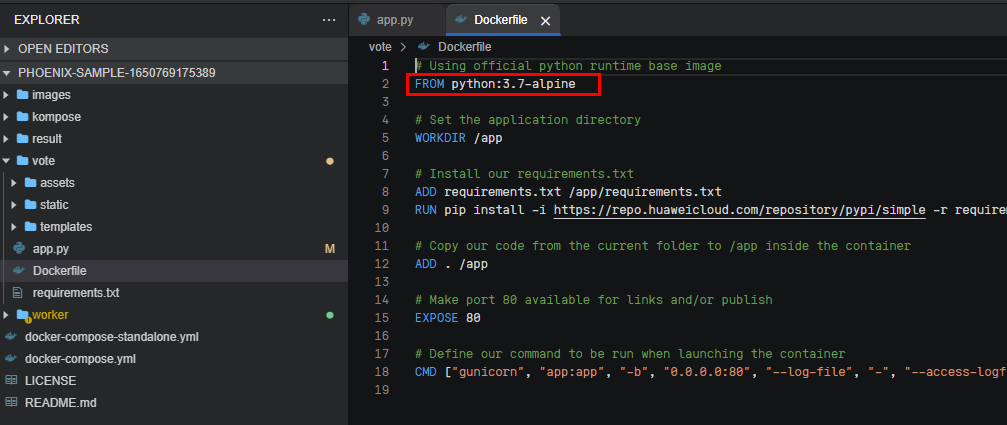 EXPLORER
OPEN EDITORS
PHOENIX-SAMPLE-1650769175389
images
kompose
result
vote
assets
static
templates
app.py M
Dockerfile
requirements.txt
worker
docker-compose-standalone.yml
docker-compose.yml
LICENSE
README.md
app.py Dockerfile
vote > Dockerfile
1 # Using official python runtime base image
2 FROM python:3.7-alpine
3
4 # Set the application directory
5 WORKDIR /app
6
7 # Install our requirements.txt
8 ADD requirements.txt /app/requirements.txt
9 RUN pip install -i https://repo.huaweicloud.com/repository/pypi/simple -r requirem
10
11 # Copy our code from the current folder to /app inside the container
12 ADD . /app
13
14 # Make port 80 available for links and/or publish
15 EXPOSE 80
16
17 # Define our command to be run when launching the container
18 CMD ["gunicorn", "app:app", "-b", "0.0.0.0:80", "--log-file", "-", "--access-logf
19